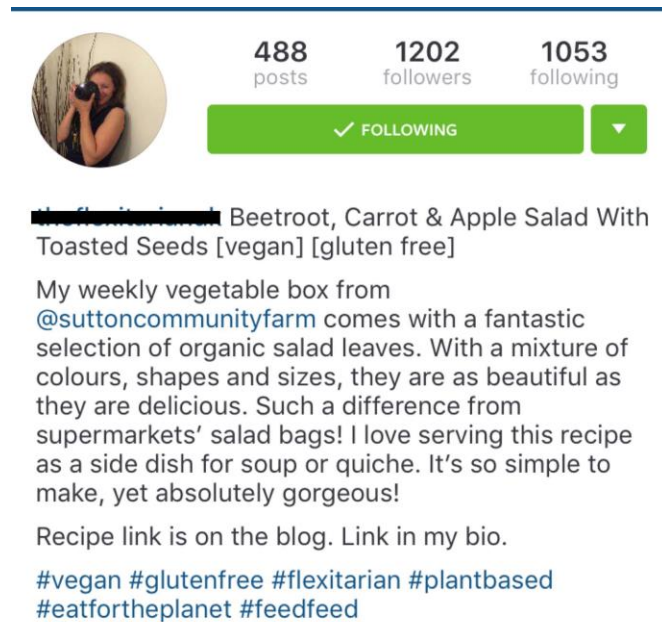 488 1202 1053
posts followers following
FOLLOWING
Beetroot, Carrot & Apple Salad With
Toasted Seeds [vegan] [gluten free]
My weekly vegetable box from
@suttoncommunityfarm comes with a fantastic
selection of organic salad leaves. With a mixture of
colours, shapes and sizes, they are as beautiful as
they are delicious. Such a difference from
supermarkets’ salad bags! I love serving this recipe
as a side dish for soup or quiche. It’s so simple to
make, yet absolutely gorgeous!
Recipe link is on the blog. Link in my bio.
#vegan #glutenfree #flexitarian #plantbased
#eatfortheplanet #feedfeed